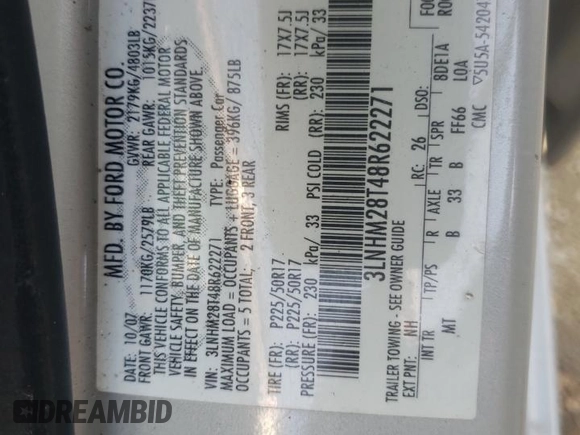 MFD. BY FORD MOTOR CO.
DATE: 10/07 GVWR: 2179KG/4803LB
FRONT GAWR: 1170KG/2579LB REAR GAWR: 1015KG/2237
THIS VEHICLE CONFORMS TO ALL APPLICABLE FEDERAL MOTOR
VEHICLE SAFETY, BUMPER, AND THEFT PREVENTION STANDARDS
IN EFFECT ON THE DATE OF MANUFACTURE SHOWN ABOVE.
VIN: 3LNHM28T48R622271 TYPE: Passenger Car
MAXIMUM LOAD = OCCUPANTS + LUGGAGE = 396KG/ 875LB
OCCUPANTS = 5 TOTAL: 2 FRONT, 3 REAR
TIRE (FR): P225/50R17. RIMS (FR): 17X7.5J
(RR): P225/50R17. (RR): 17X7.5J
PRESSURE (FR): 230 kPa/ 33 PSI COLD (RR): 230 kPa/ 33
3LNHM28T48R622271
TRAILER TOWING - SEE OWNER GUIDE
EXT PNT: NH RC: 26 DSO: FO
INT TR TP/PS R AXLE TR SPR 8DE1A
MT B 33 B FF66 L0A
CMC ▽5U5A-54204
DREAMBID